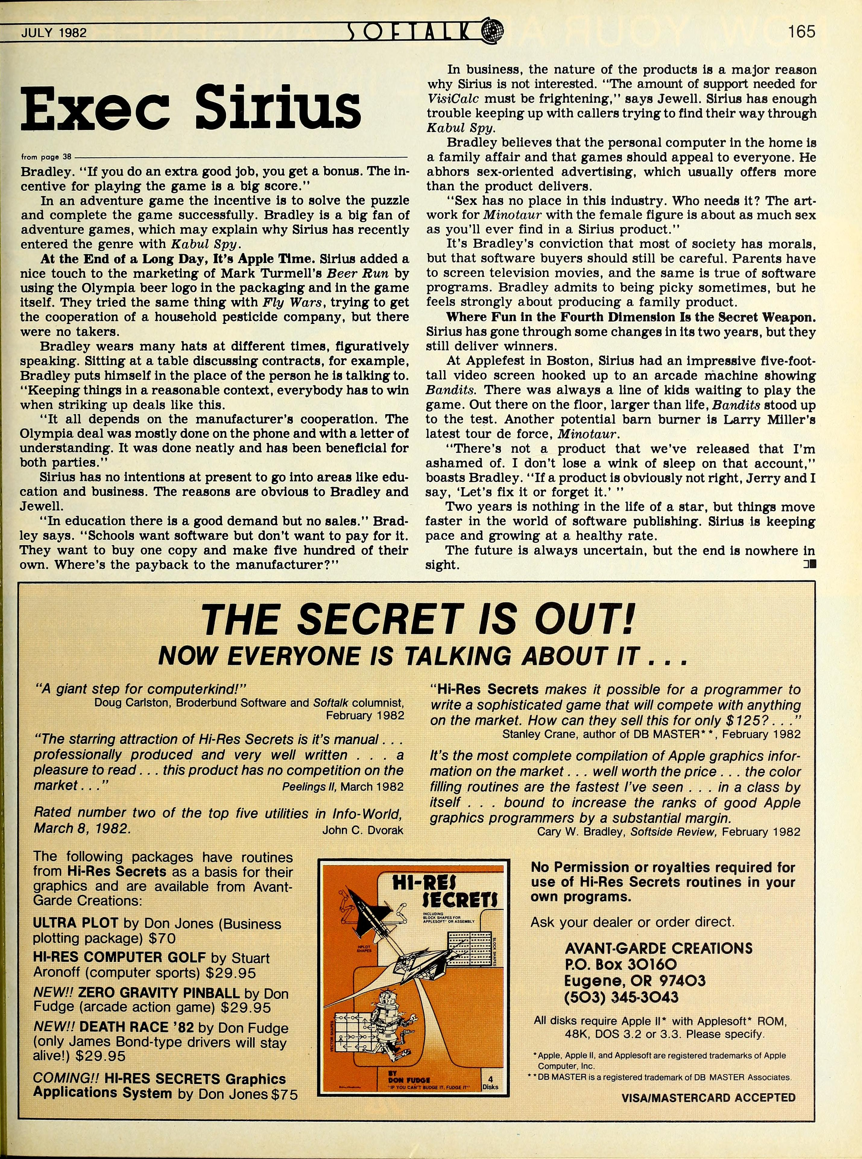 JULY 1982
SOFTALK
165
Exec Sirius
from page 38
Bradley. "If you do an extra good job, you get a bonus. The in-
centive for playing the game is a big score."
In an adventure game the incentive is to solve the puzzle
and complete the game successfully. Bradley is a big fan of
adventure games, which may explain why Sirius has recently
entered the genre with Kabul Spy.
At the End of a Long Day, It's Apple Time. Sirius added a
nice touch to the marketing of Mark Turmell's Beer Run by
using the Olympia beer logo in the packaging and in the game
itself. They tried the same thing with Fly Wars, trying to get
the cooperation of a household pesticide company, but there
were no takers.
Bradley wears many hats at different times, figuratively
speaking. Sitting at a table discussing contracts, for example,
Bradley puts himself in the place of the person he is talking to.
"Keeping things in a reasonable context, everybody has to win
when striking up deals like this.
"It all depends on the manufacturer's cooperation. The
Olympia deal was mostly done on the phone and with a letter of
understanding. It was done neatly and has been beneficial for
both parties."
Sirius has no intentions at present to go into areas like edu-
cation and business. The reasons are obvious to Bradley and
Jewell.
"In education there is a good demand but no sales." Brad-
ley says. "Schools want software but don't want to pay for it.
They want to buy one copy and make five hundred of their
own. Where's the payback to the manufacturer?"
In business, the nature of the products is a major reason
why Sirius is not interested. "The amount of support needed for
VisiCalc must be frightening," says Jewell. Sirius has enough
trouble keeping up with callers trying to find their way through
Kabul Spy.
Bradley believes that the personal computer in the home is
a family affair and that games should appeal to everyone. He
abhors sex-oriented advertising, which usually offers more
than the product delivers.
"Sex has no place in this industry. Who needs it? The art-
work for Minotaur with the female figure is about as much sex
as you'll ever find in a Sirius product."
It's Bradley's conviction that most of society has morals,
but that software buyers should still be careful. Parents have
to screen television movies, and the same is true of software
programs. Bradley admits to being picky sometimes, but he
feels strongly about producing a family product.
Where Fun in the Fourth Dimension Is the Secret Weapon.
Sirius has gone through some changes in its two years, but they
still deliver winners.
At Applefest in Boston, Sirius had an impressive five-foot-
tall video screen hooked up to an arcade machine showing
Bandits. There was always a line of kids waiting to play the
game. Out there on the floor, larger than life, Bandits stood up
to the test. Another potential barn burner is Larry Miller's
latest tour de force, Minotaur.
"There's not a product that we've released that I'm
ashamed of. I don't lose a wink of sleep on that account,"
boasts Bradley. "If a product is obviously not right, Jerry and I
say, 'Let's fix it or forget it.' "
Two years is nothing in the life of a star, but things move
faster in the world of software publishing. Sirius is keeping
pace and growing at a healthy rate.
The future is always uncertain, but the end is nowhere in
sight.
THE SECRET IS OUT!
NOW EVERYONE IS TALKING ABOUT IT . . .
"A giant step for computerkind!"
Doug Carlston, Broderbund Software and Softalk columnist,
February 1982
"The starring attraction of Hi-Res Secrets is it's manual . . .
professionally produced and very well written . . . a
pleasure to read . . . this product has no competition on the
market . . ."
Peelings II, March 1982
Rated number two of the top five utilities in Info-World,
March 8, 1982.
John C. Dvorak
"Hi-Res Secrets makes it possible for a programmer to
write a sophisticated game that will compete with anything
on the market. How can they sell this for only $125? . . ."
Stanley Crane, author of DB MASTER**, February 1982
It's the most complete compilation of Apple graphics infor-
mation on the market . . . well worth the price . . . the color
filling routines are the fastest I've seen . . . in a class by
itself . . . bound to increase the ranks of good Apple
graphics programmers by a substantial margin.
Cary W. Bradley, Softside Review, February 1982
The following packages have routines
from Hi-Res Secrets as a basis for their
graphics and are available from Avant-
Garde Creations:
ULTRA PLOT by Don Jones (Business
plotting package) $70
HI-RES COMPUTER GOLF by Stuart
Aronoff (computer sports) $29.95
NEW!! ZERO GRAVITY PINBALL by Don
Fudge (arcade action game) $29.95
NEW!! DEATH RACE '82 by Don Fudge
(only James Bond-type drivers will stay
alive!) $29.95
COMING!! HI-RES SECRETS Graphics
Applications System by Don Jones $75
HI-RES
SECRETS
INCLUDING
BLOCK SHAPES FOR
APPLESOFT OR ASSEMBLY
HPLOT
SHAPES
BLOCK SHAPES
VECTOR SHAPES
BY
DON FUDGE
"IF YOU CAN'T BUDGE IT, FUDGE IT"
4
Disks
No Permission or royalties required for
use of Hi-Res Secrets routines in your
own programs.
Ask your dealer or order direct.
AVANT-GARDE CREATIONS
P.O. Box 30160
Eugene, OR 97403
(503) 345-3043
All disks require Apple II* with Applesoft* ROM,
48K, DOS 3.2 or 3.3. Please specify.
*Apple, Apple II, and Applesoft are registered trademarks of Apple
Computer, Inc.
**DB MASTER is a registered trademark of DB MASTER Associates.
VISA/MASTERCARD ACCEPTED